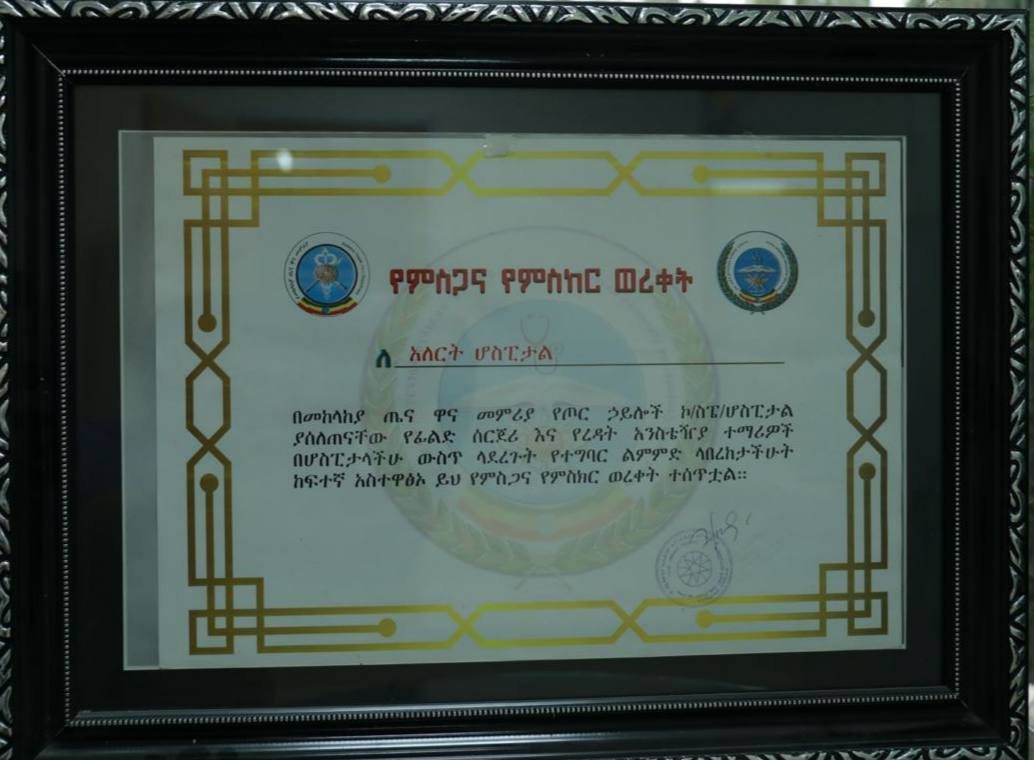 የምስጋና የምስክር ወረቀት
ለ አለርት ሆስፒታል
በመከላከያ ጤና ዋና መምሪያ የጦር ኃይሎች ኮ/ስፔ/ሆስፒታል
ያሰለጠናቸው የፊልድ ሰርጀሪ እና የረዳት አንስቴዥያ ተማሪዎች
በሆስፒታላችሁ ውስጥ ላደረጉት የተግባር ልምምድ ላበረከታችሁት
ከፍተኛ አስተዋፅኦ ይህ የምስጋና የምስክር ወረቀት ተሰጥቷል።